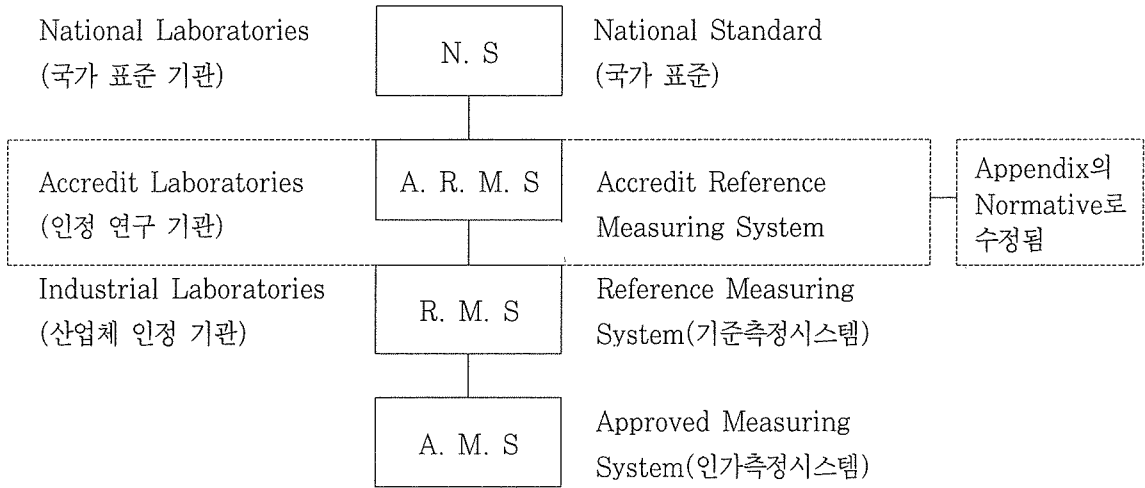 National Laboratories
(국가 표준 기관)
N. S
National Standard
(국가 표준)
Accredit Laboratories
(인정 연구 기관)
A. R. M. S
Accredit Reference
Measuring System
Appendix의
Normative로
수정됨
Industrial Laboratories
(산업체 인정 기관)
R. M. S
Reference Measuring
System(기준측정시스템)
A. M. S
Approved Measuring
System(인가측정시스템)